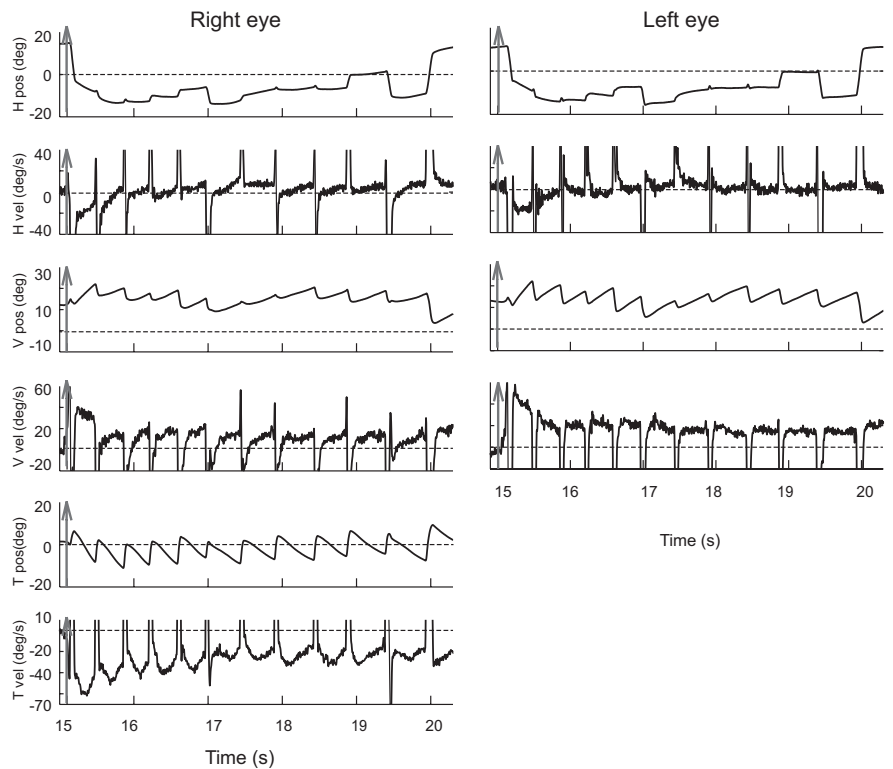 Right eye
Left eye
H pos (deg)
20
0
-20
H vel (deg/s)
40
0
-40
V pos (deg)
30
10
-10
V vel (deg/s)
60
20
-20
15 16 17 18 19 20
Time (s)
T pos(deg)
20
0
-20
T vel (deg/s)
10
-10
-40
-70
15 16 17 18 19 20
Time (s)